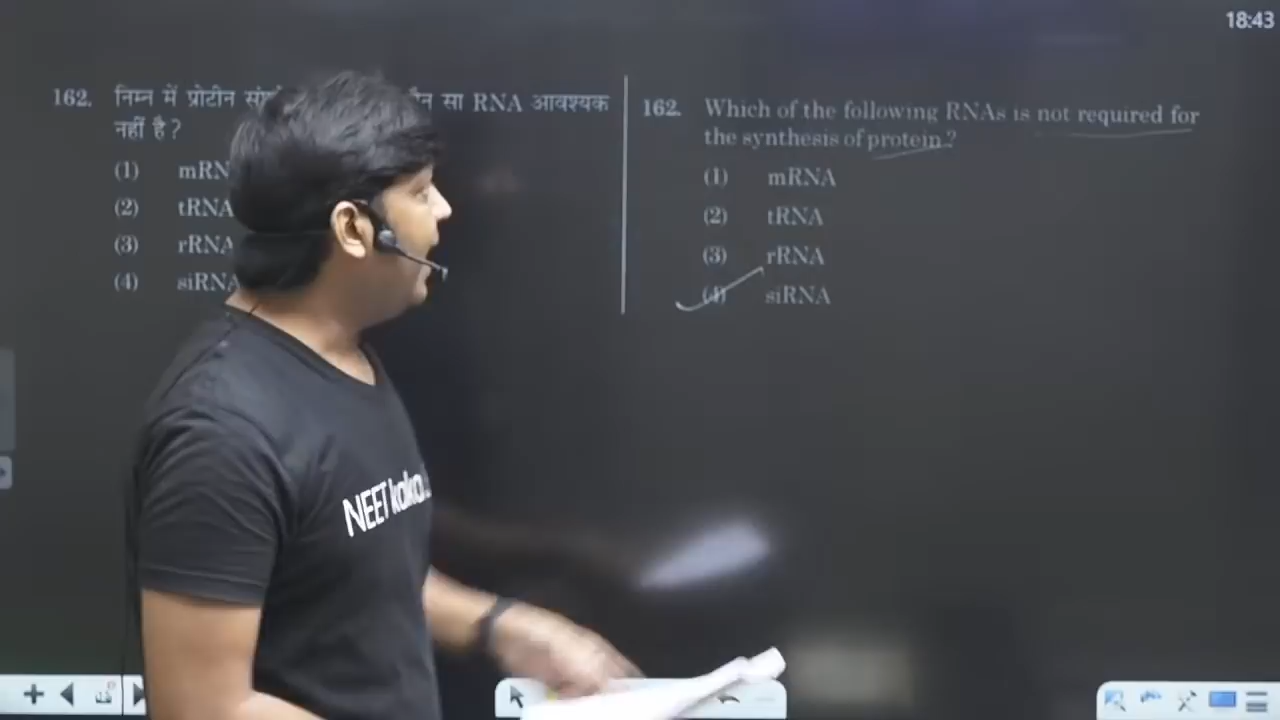 18:43
162. निम्न में प्रोटीन सा RNA आवश्यक
नहीं है ?
(1) mRN
(2) tRNA
(3) rRNA
(4) siRNA
162. Which of the following RNAs is not required for
the synthesis of protein ?
(1) mRNA
(2) tRNA
(3) rRNA
(4) siRNA
NEET kaka